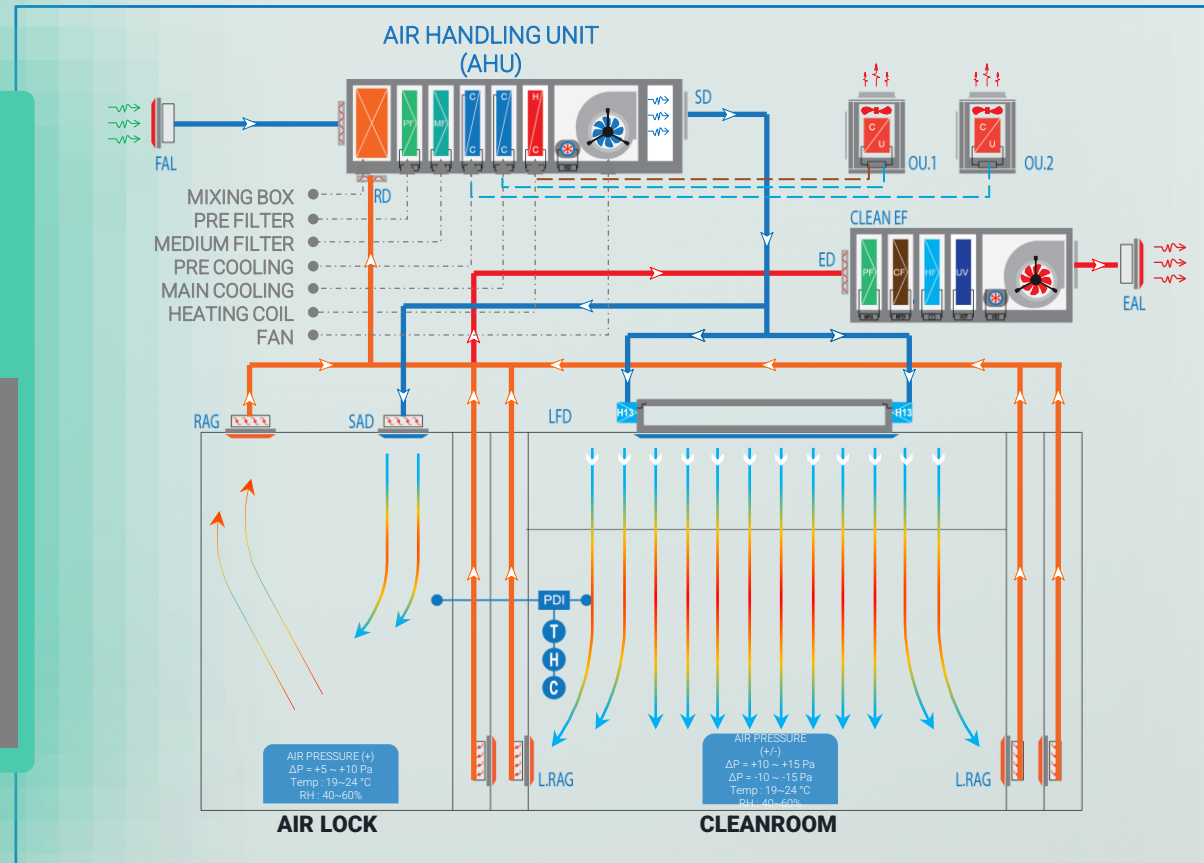 AIR HANDLING UNIT
(AHU)
FAL
PF
MF
C
C
C
C
H
C
SD
C
U
OU.1
C
U
OU.2
RD
MIXING BOX
PRE FILTER
MEDIUM FILTER
PRE COOLING
MAIN COOLING
HEATING COIL
FAN
CLEAN EF
ED
PF
CF
HF
UV
EAL
RAG
SAD
LFD
H13
H13
PDI
T
H
C
L.RAG
L.RAG
AIR PRESSURE (+)
ΔP = +5 ~ +10 Pa
Temp : 19~24 °C
RH : 40~60%
AIR PRESSURE
(+/-)
ΔP = +10 ~ +15 Pa
ΔP = -10 ~ -15 Pa
Temp : 19~24 °C
RH : 40~60%
AIR LOCK
CLEANROOM